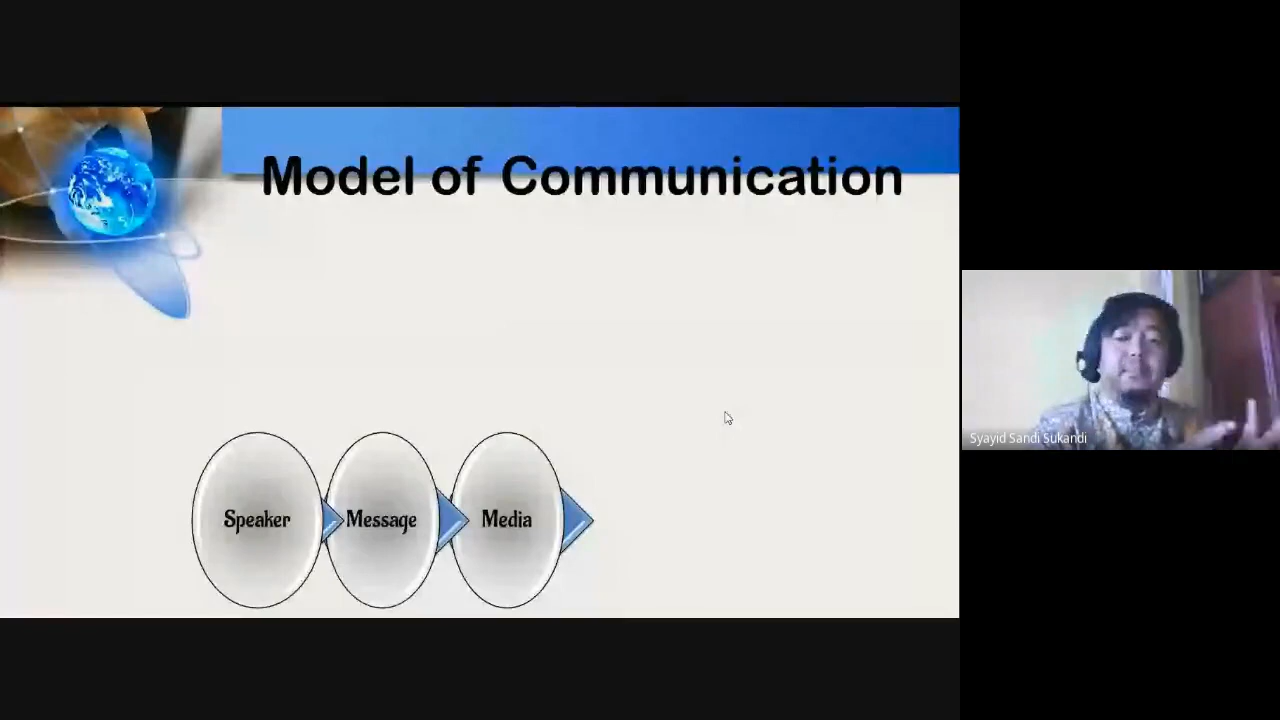 Model of Communication
Speaker
Message
Media
Syayid Sandi Sukandi